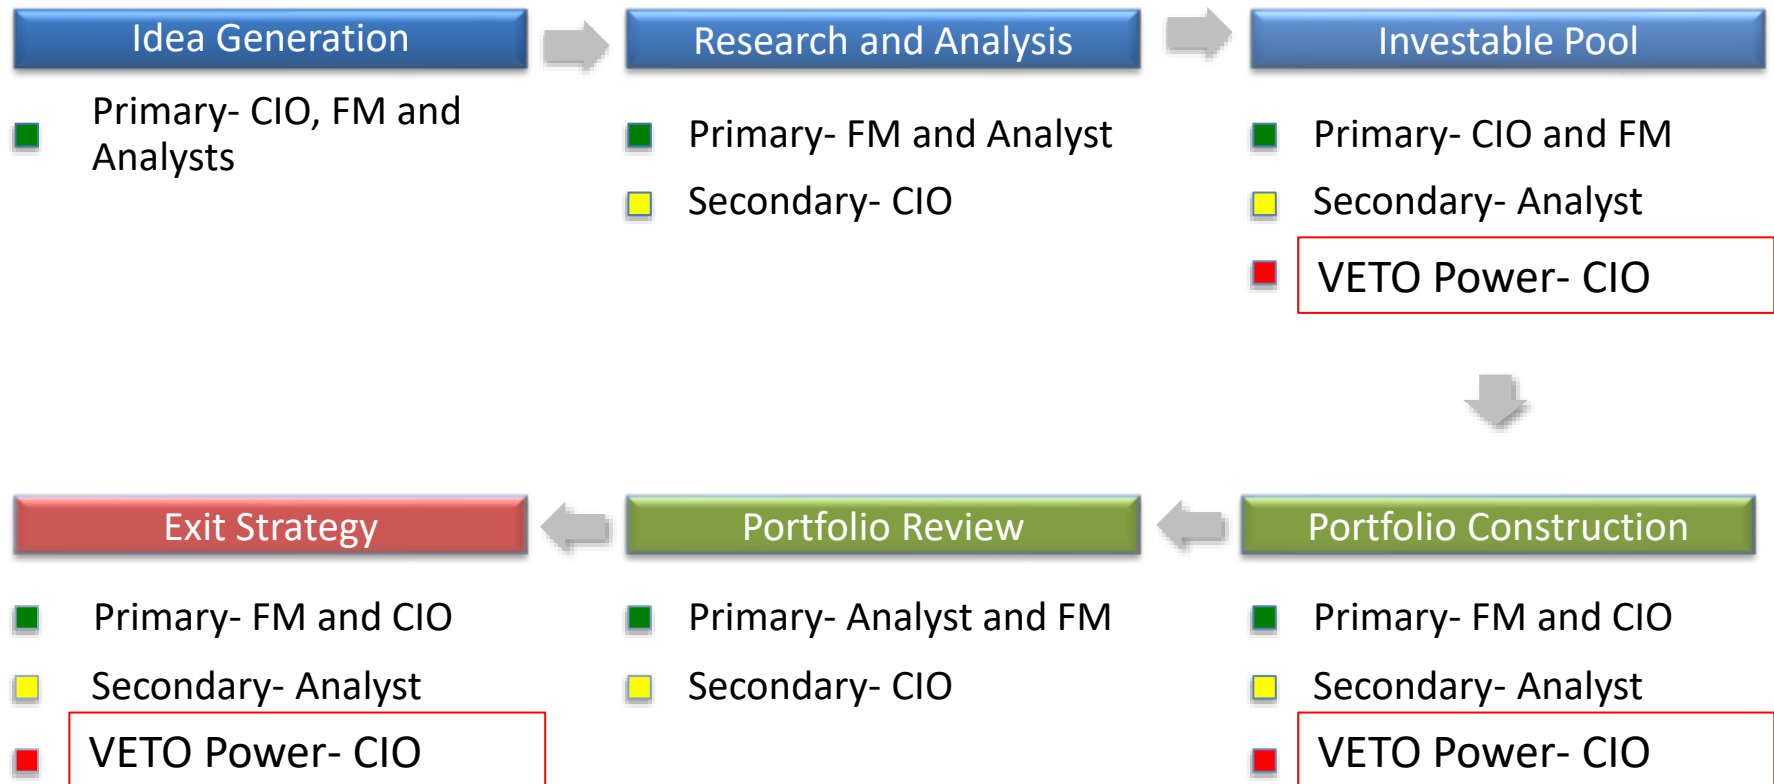 Idea Generation
Primary- CIO, FM and
Analysts
Research and Analysis
Primary- FM and Analyst
Secondary- CIO
Investable Pool
Primary- CIO and FM
Secondary- Analyst
VETO Power- CIO
Portfolio Construction
Primary- FM and CIO
Secondary- Analyst
VETO Power- CIO
Portfolio Review
Primary- Analyst and FM
Secondary- CIO
Exit Strategy
Primary- FM and CIO
Secondary- Analyst
VETO Power- CIO